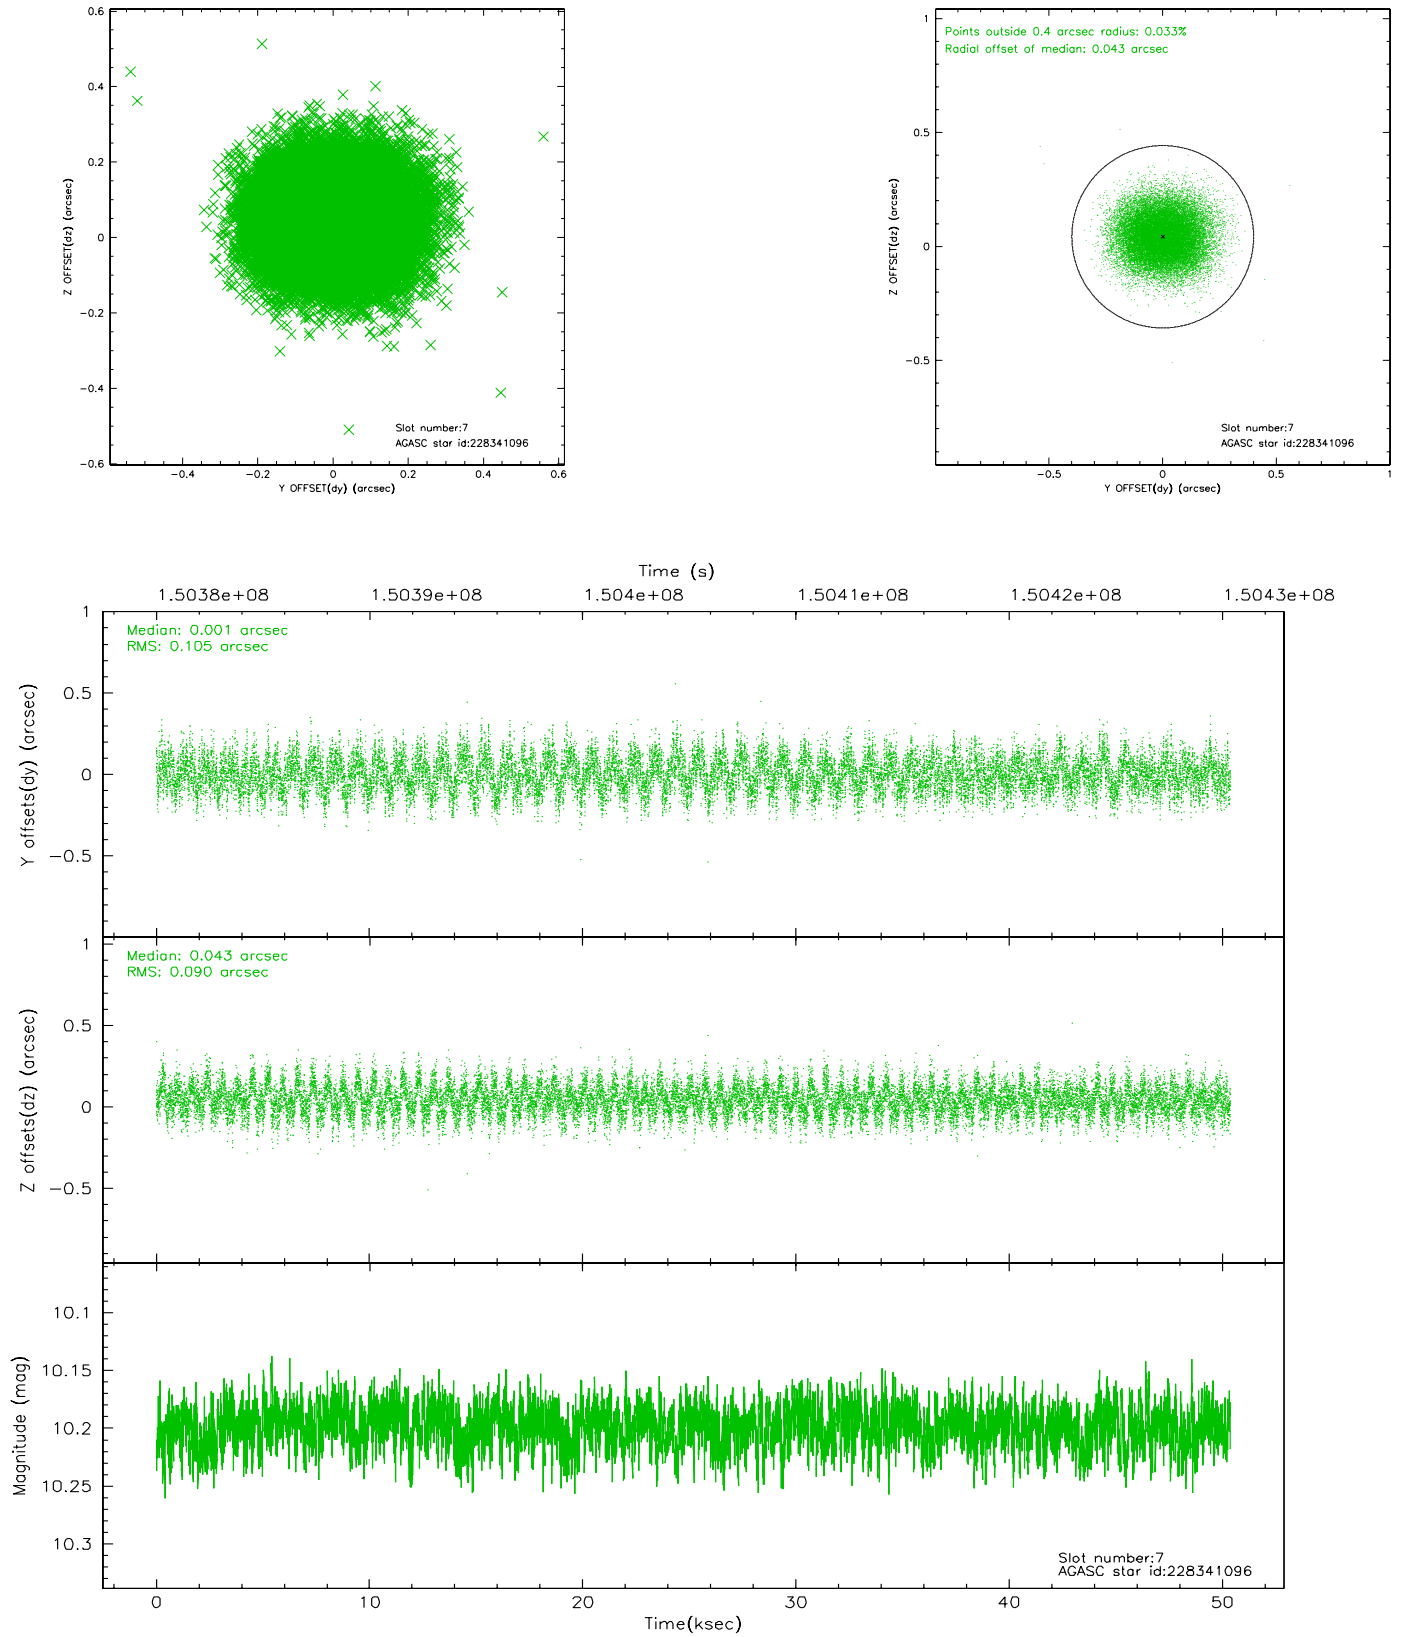 0.6
0.4
0.2
0
−0.2
−0.4
−0.6
Z OFFSET(dz) (arcsec)
−0.4 −0.2 0 0.2 0.4 0.6
Y OFFSET(dy) (arcsec)
Slot number:7
AGASC star id:228341096
1
0.5
0
−0.5
Z OFFSET(dz) (arcsec)
Points outside 0.4 arcsec radius: 0.033%
Radial offset of median: 0.043 arcsec
Slot number:7
AGASC star id:228341096
−0.5 0 0.5 1
Y OFFSET(dy) (arcsec)
Time (s)
1.5038e+08 1.5039e+08 1.504e+08 1.5041e+08 1.5042e+08 1.5043e+08
1
0.5
0
−0.5
Y offsets(dy) (arcsec)
Median: 0.001 arcsec
RMS: 0.105 arcsec
1
0.5
0
−0.5
Z offsets(dz) (arcsec)
Median: 0.043 arcsec
RMS: 0.090 arcsec
10.1
10.15
10.2
10.25
10.3
Magnitude (mag)
Slot number:7
AGASC star id:228341096
0 10 20 30 40 50
Time(ksec)